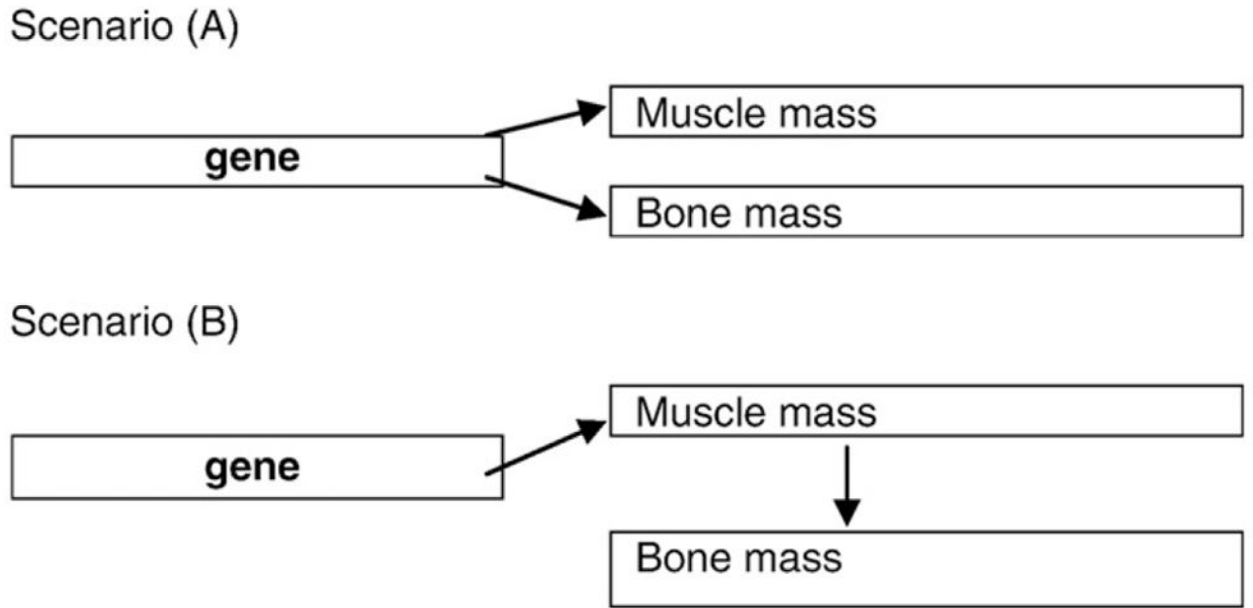 Scenario (A)
Muscle mass
gene
Bone mass
Scenario (B)
Muscle mass
gene
Bone mass